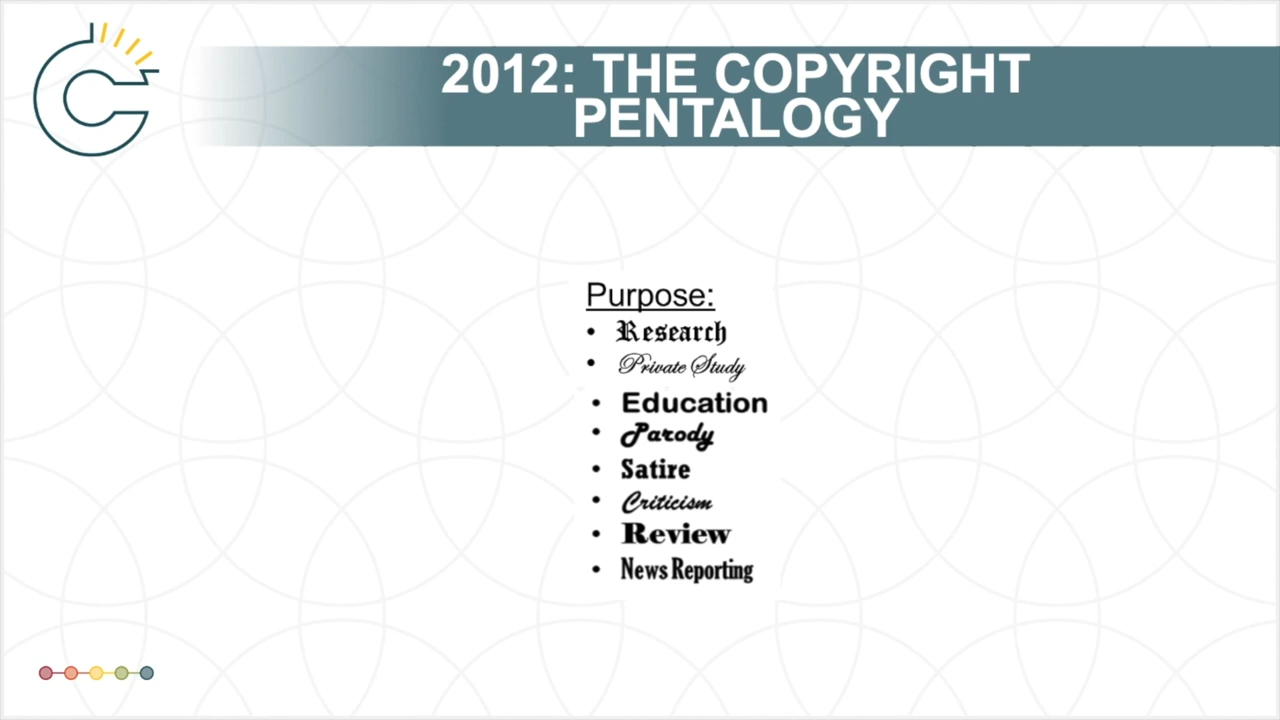 2012: THE COPYRIGHT
PENTALOGY
Purpose:
• Research
• Private Study
• Education
• Parody
• Satire
• Criticism
• Review
• News Reporting